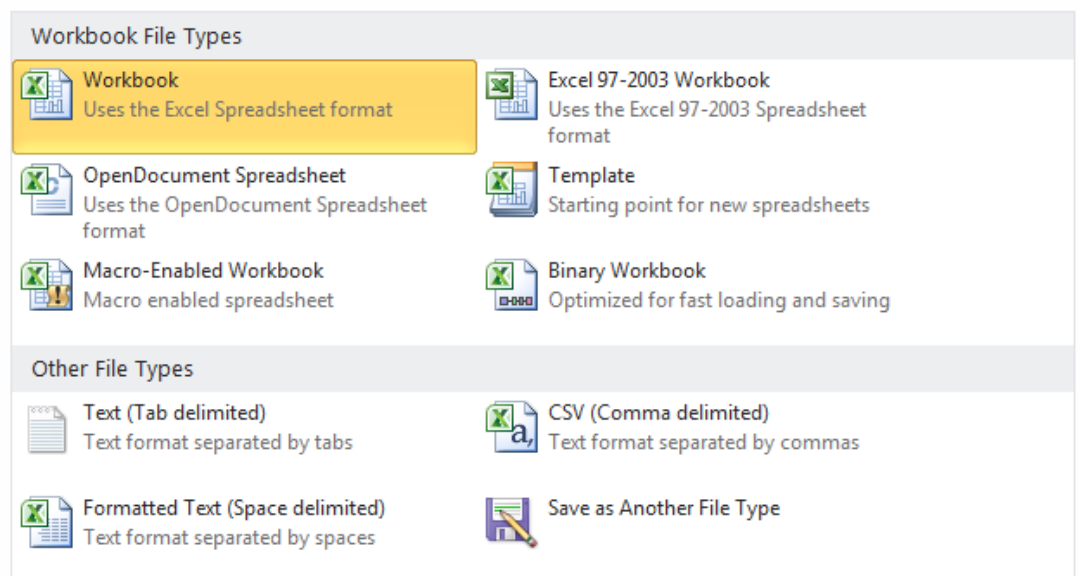 Workbook File Types
Workbook
Uses the Excel Spreadsheet format
Excel 97-2003 Workbook
Uses the Excel 97-2003 Spreadsheet
format
OpenDocument Spreadsheet
Uses the OpenDocument Spreadsheet
format
Template
Starting point for new spreadsheets
Macro-Enabled Workbook
Macro enabled spreadsheet
Binary Workbook
Optimized for fast loading and saving
Other File Types
Text (Tab delimited)
Text format separated by tabs
CSV (Comma delimited)
Text format separated by commas
Formatted Text (Space delimited)
Text format separated by spaces
Save as Another File Type